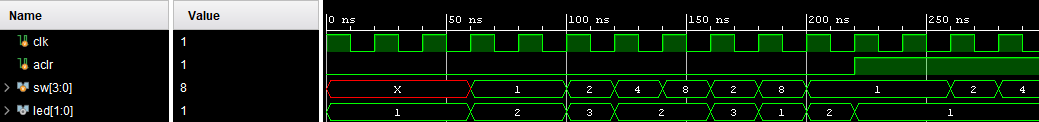 Name Value 0 ns 50 ns 100 ns 150 ns 200 ns 250 ns
clk 1
aclr 1
sw[3:0] 8 X 1 2 4 8 2 8 1 2 4
led[1:0] 1 1 2 3 2 3 1 2 1